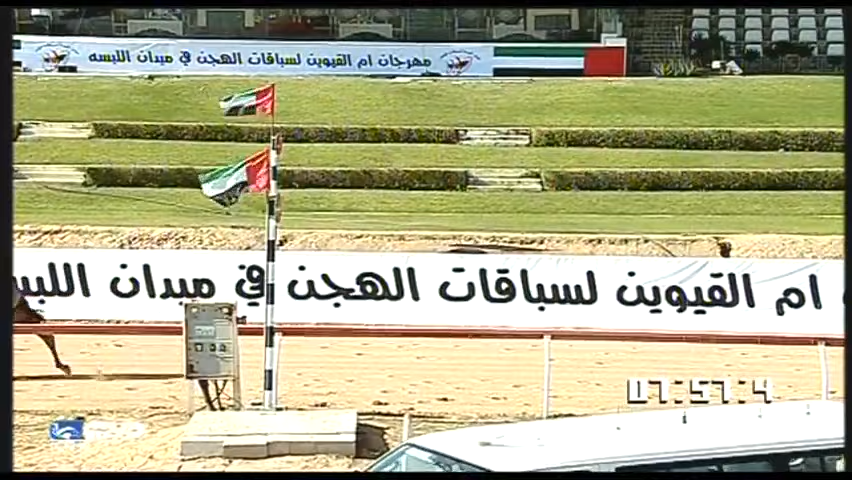 مهرجان ام القيوين لسباقات الهجن في ميدان اللبسه
ام القيوين لسباقات الهجن في ميدان اللبس
07:57:4